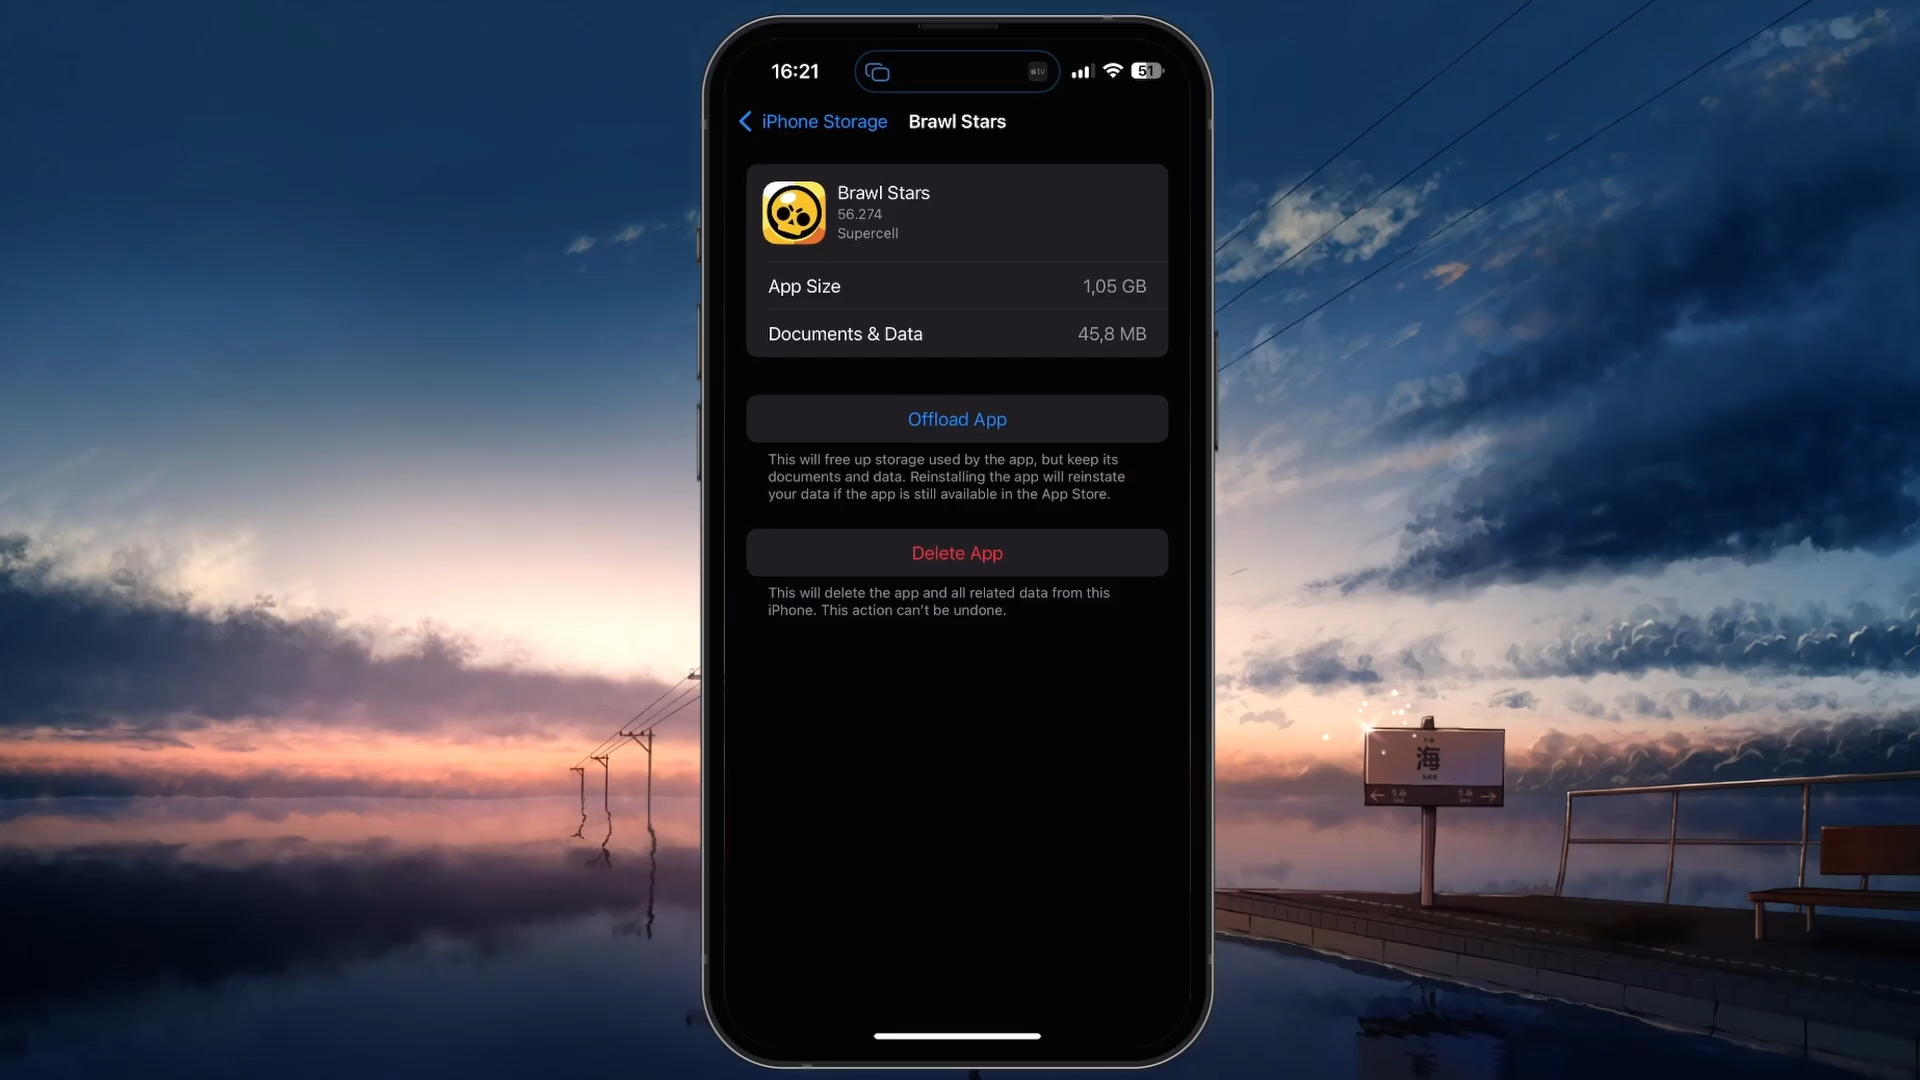 16:21
tv
51
iPhone Storage
Brawl Stars
Brawl Stars
56.274
Supercell
App Size
1,05 GB
Documents & Data
45,8 MB
Offload App
This will free up storage used by the app, but keep its
documents and data. Reinstalling the app will reinstate
your data if the app is still available in the App Store.
Delete App
This will delete the app and all related data from this
iPhone. This action can't be undone.
海